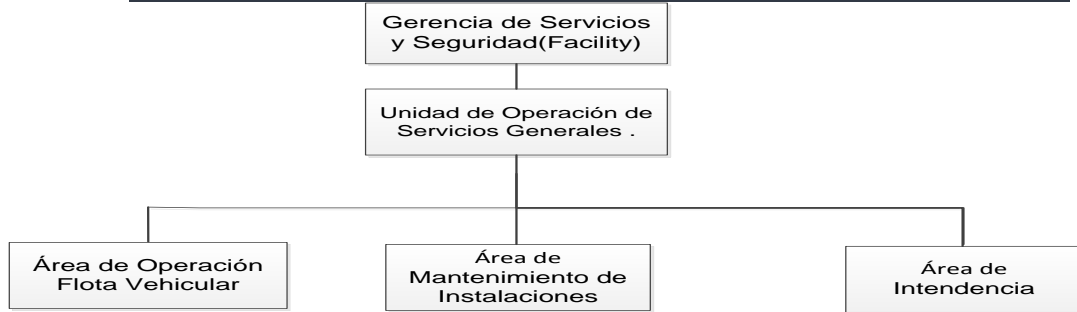 Gerencia de Servicios
y Seguridad(Facility)
Unidad de Operación de
Servicios Generales .
Área de Operación
Flota Vehicular
Área de
Mantenimiento de
Instalaciones
Área de
Intendencia